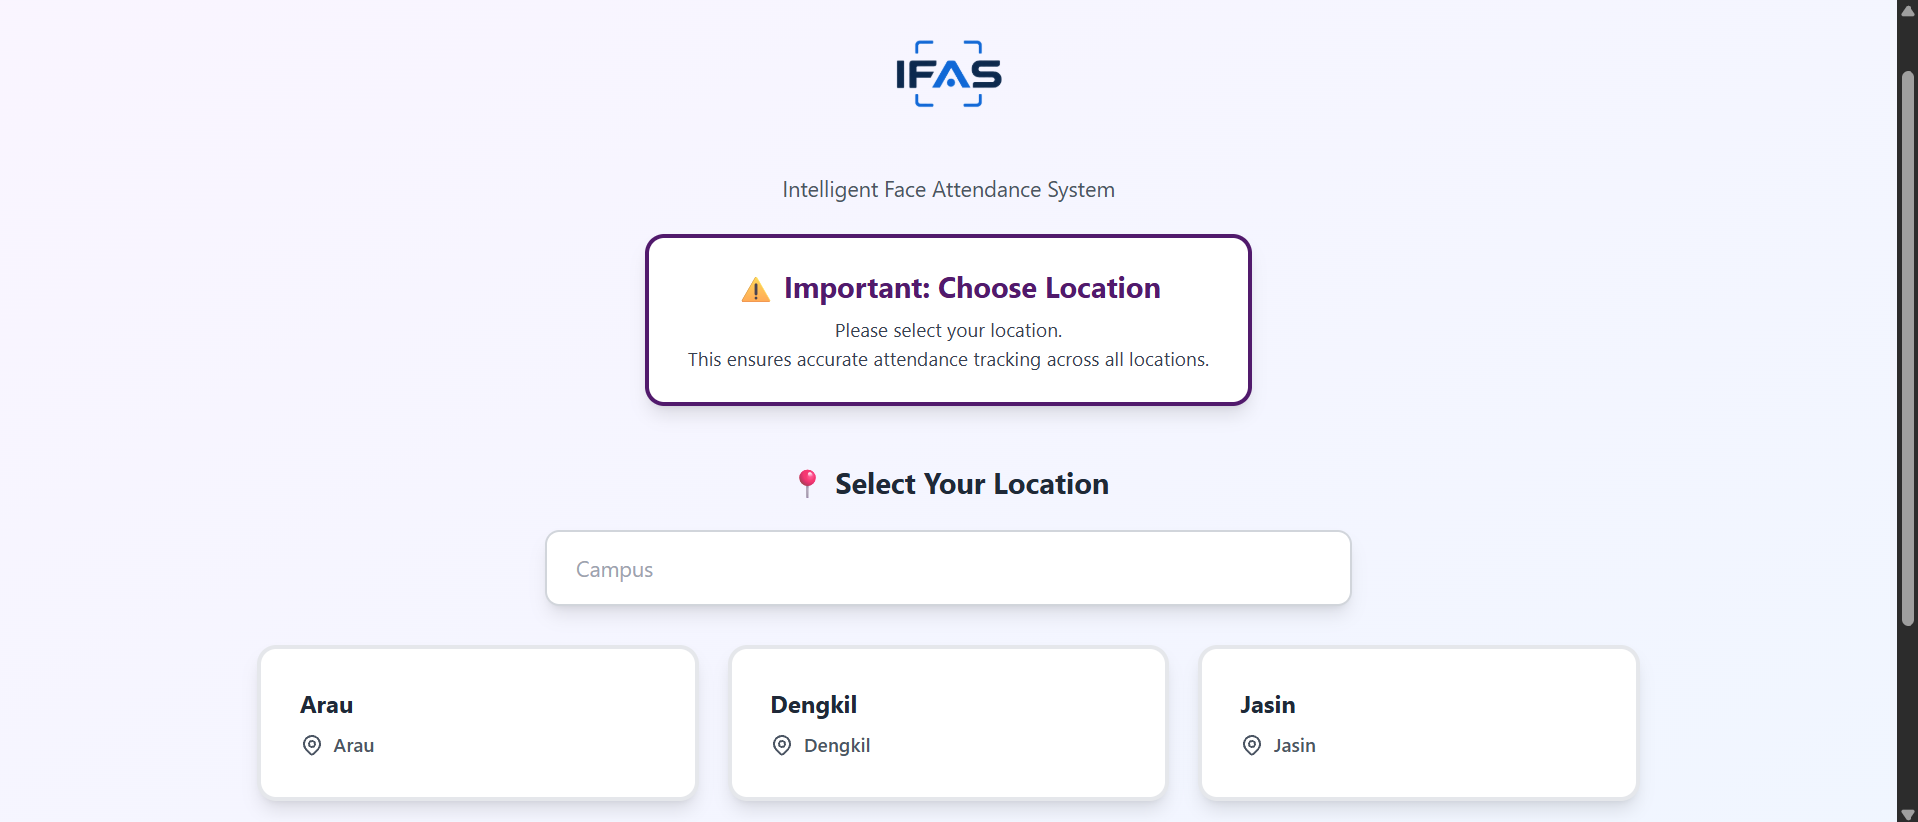 IFAS
Intelligent Face Attendance System
⚠️ Important: Choose Location
Please select your location.
This ensures accurate attendance tracking across all locations.
📍 Select Your Location
Campus
Arau
Arau
Dengkil
Dengkil
Jasin
Jasin